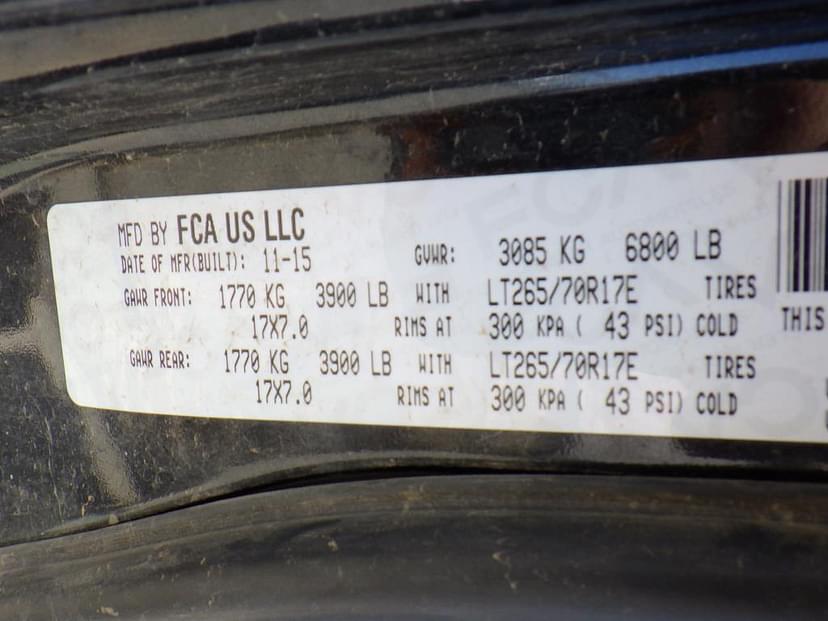 MFD BY FCA US LLC
DATE OF MFR(BUILT): 11-15 GVWR: 3085 KG 6800 LB
GAWR FRONT: 1770 KG 3900 LB WITH LT265/70R17E TIRES
17X7.0 RIMS AT 300 KPA ( 43 PSI) COLD THIS
GAWR REAR: 1770 KG 3900 LB WITH LT265/70R17E TIRES
17X7.0 RIMS AT 300 KPA ( 43 PSI) COLD